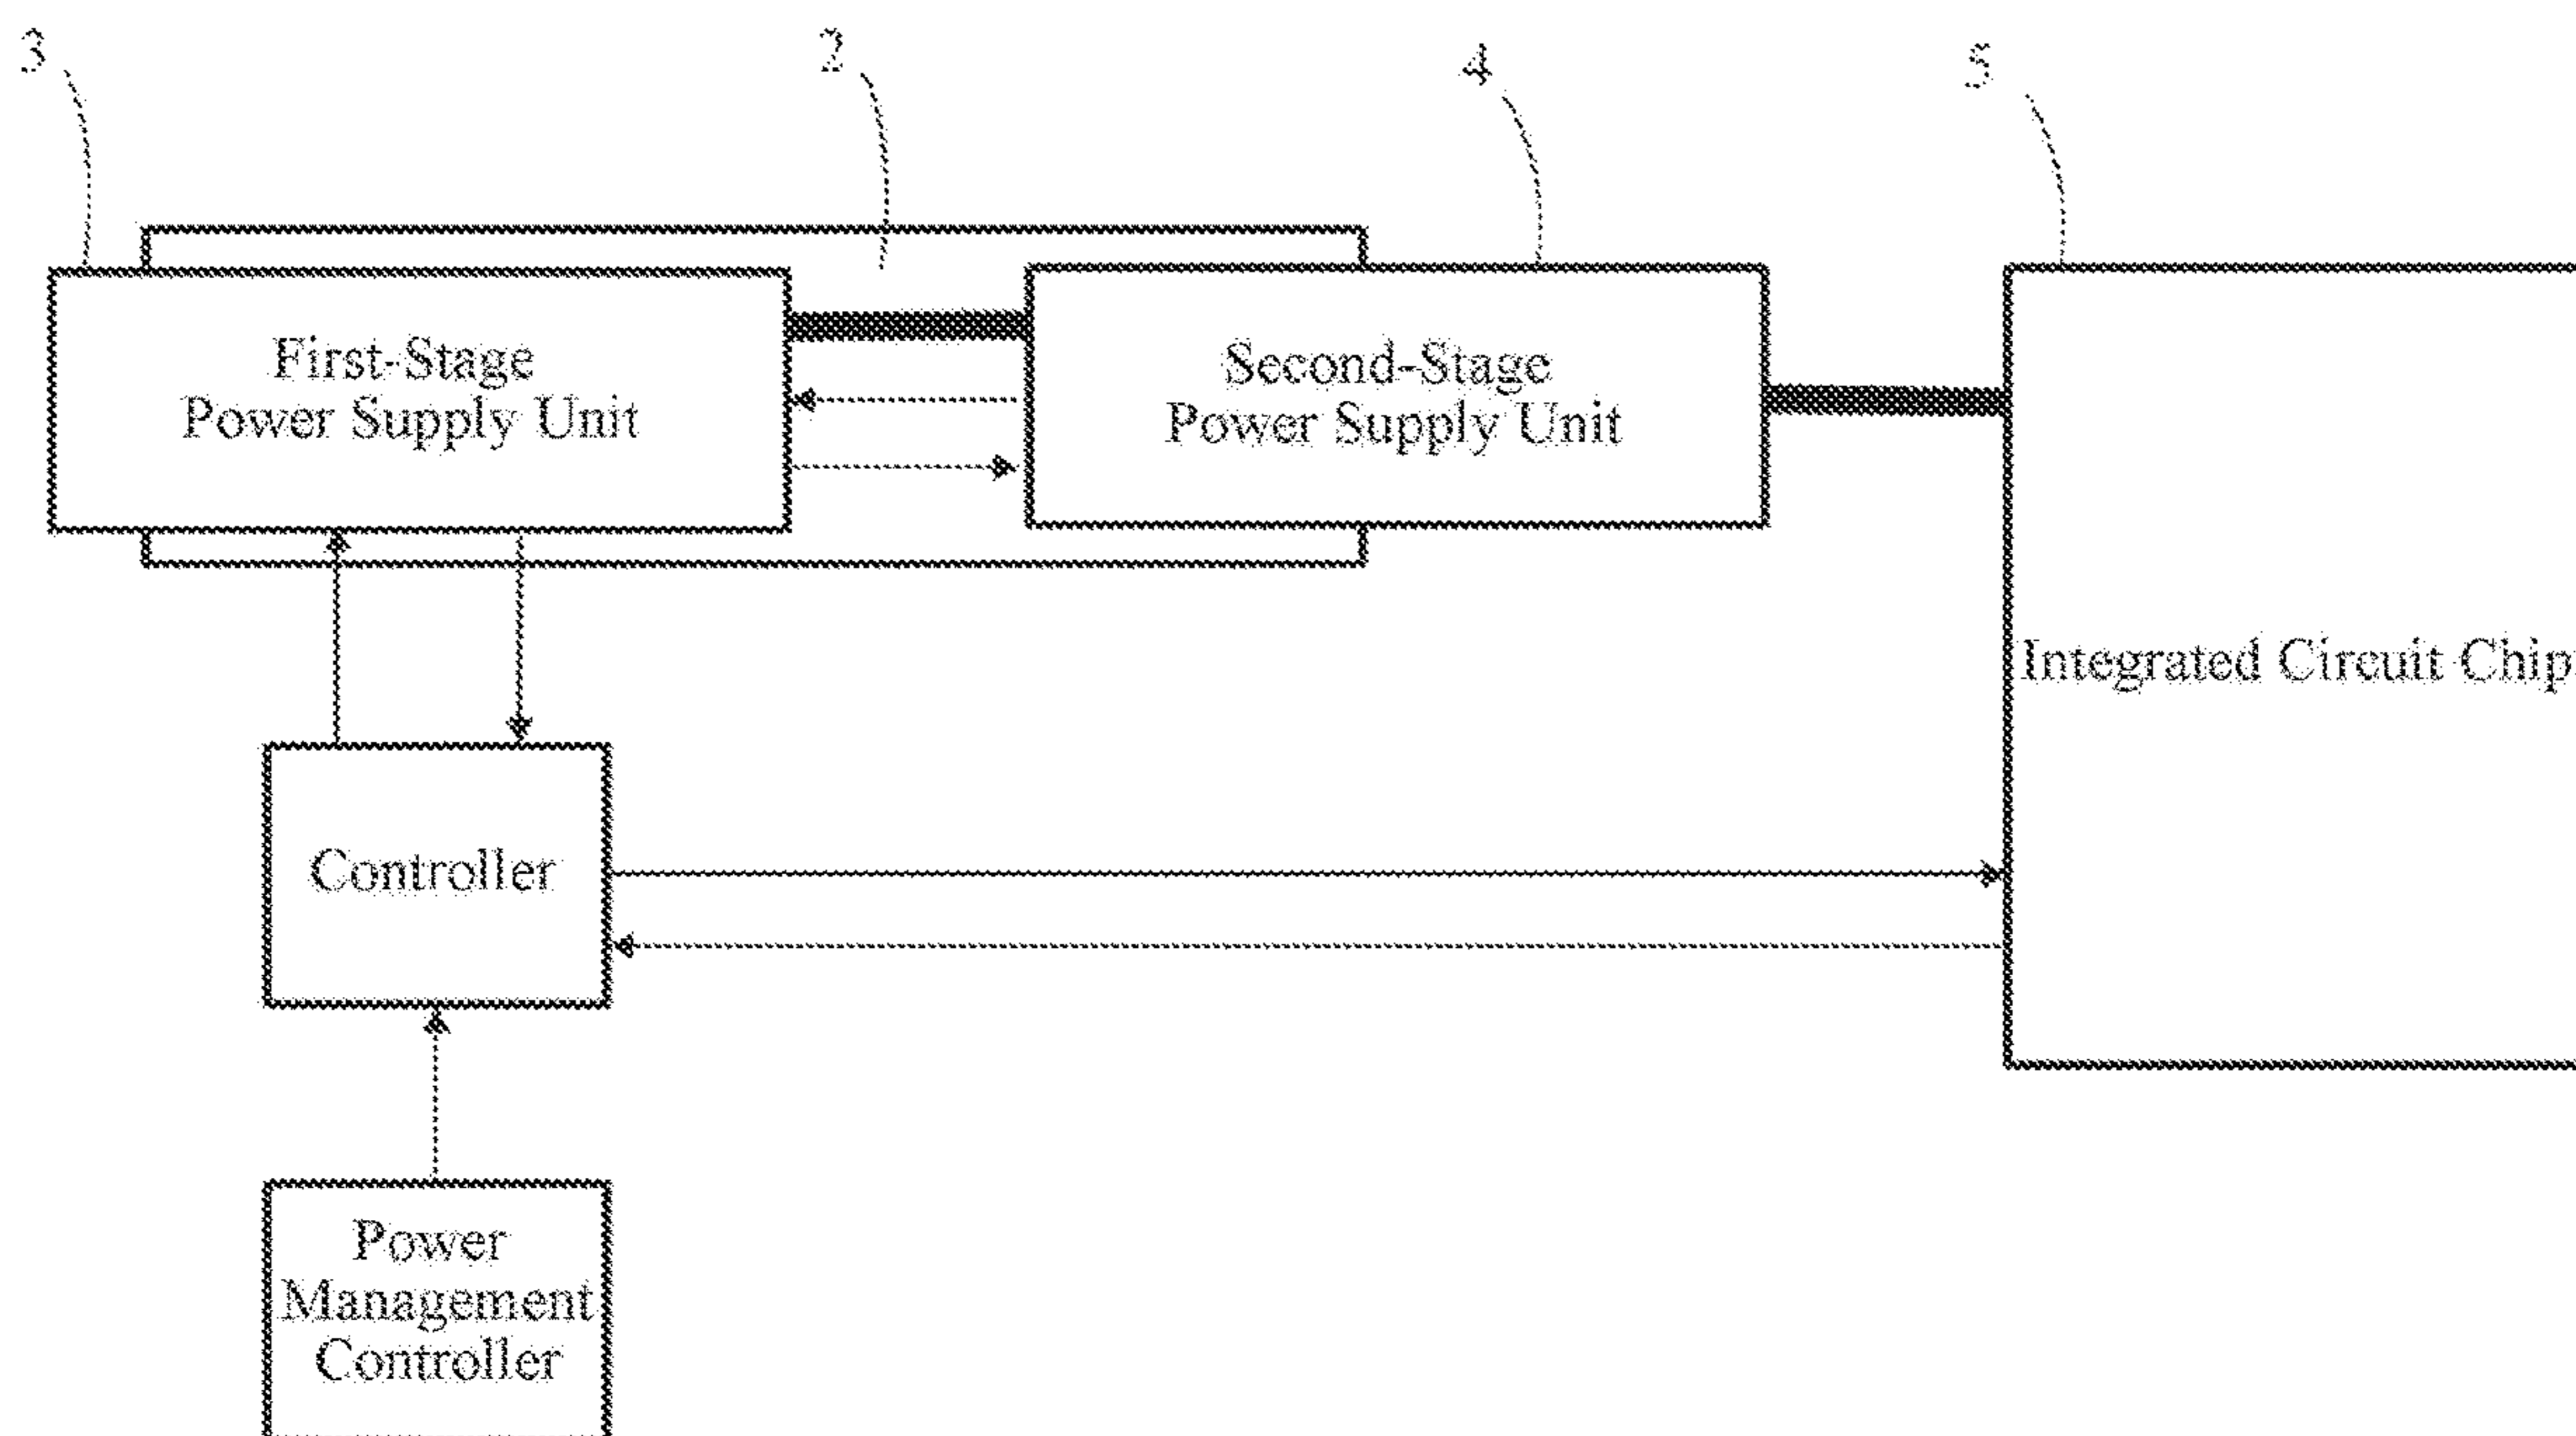 3
2
4
5
First-Stage
Power Supply Unit
Second-Stage
Power Supply Unit
Integrated Circuit Chip
Controller
Power
Management
Controller